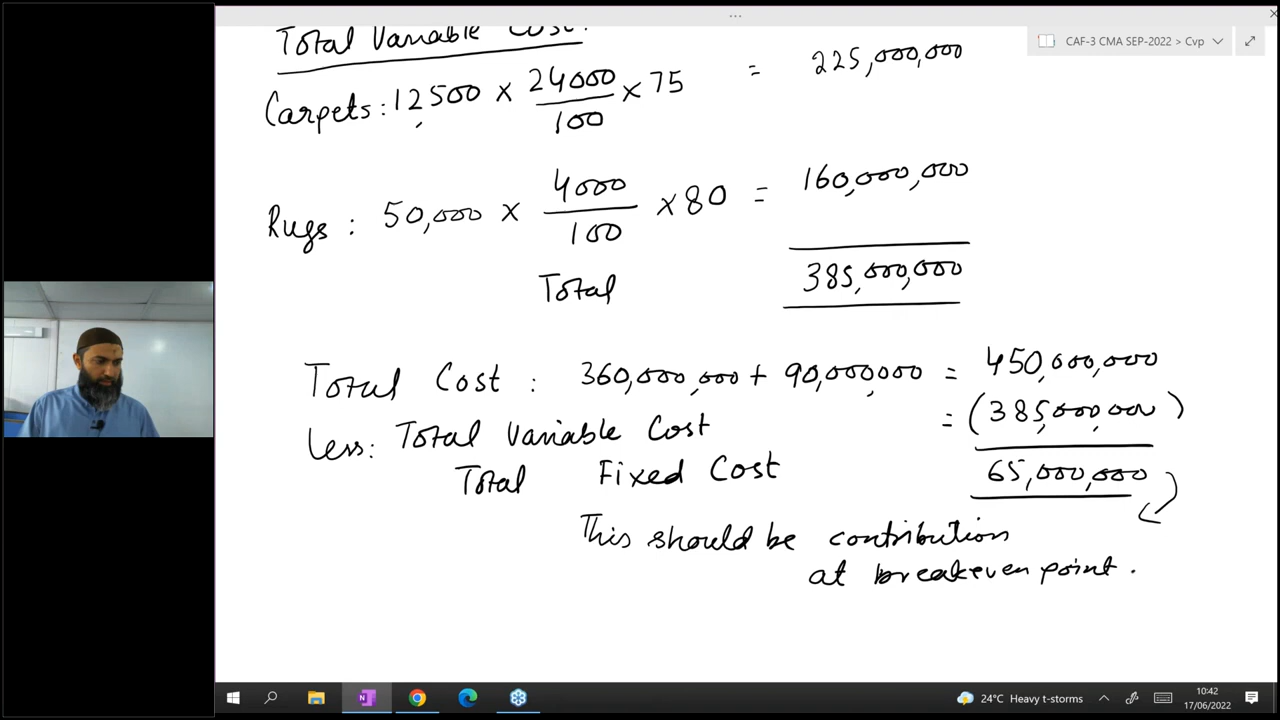 ...
CAF-3 CMA SEP-2022 > Cvp
Total Variable Cost:
Carpets: 12500 × 24000/100 × 75 = 225,000,000
Rugs: 50,000 × 4000/100 × 80 = 160,000,000
Total 385,000,000
Total Cost: 360,000,000 + 90,000,000 = 450,000,000
Less: Total Variable Cost = (385,000,000)
Total Fixed Cost 65,000,000
This should be contribution
at breakeven point.
24°C Heavy t-storms
10:42
17/06/2022